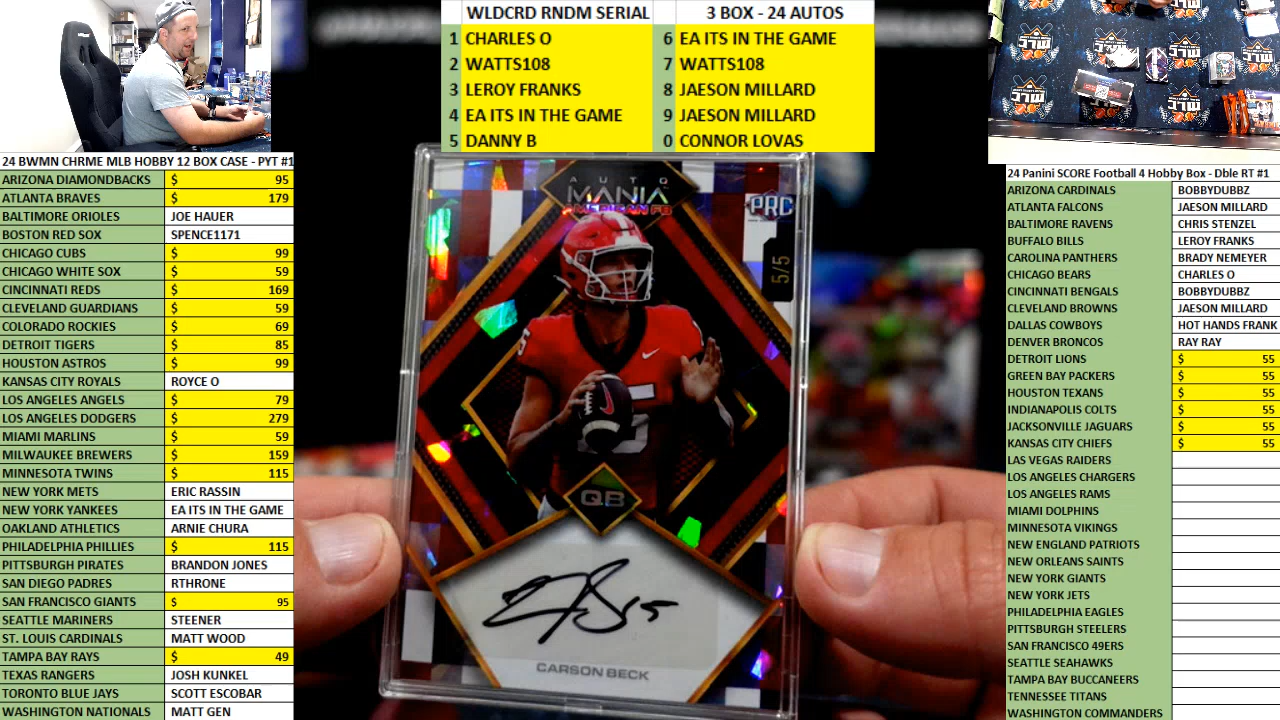 WLDCRD RNDM SERIAL 3 BOX - 24 AUTOS
1 CHARLES O 6 EA ITS IN THE GAME
2 WATTS108 7 WATTS108
3 LEROY FRANKS 8 JAESON MILLARD
4 EA ITS IN THE GAME 9 JAESON MILLARD
5 DANNY B 0 CONNOR LOVAS
24 BWMN CHRME MLB HOBBY 12 BOX CASE - PYT #1
ARIZONA DIAMONDBACKS $ 95
ATLANTA BRAVES $ 179
BALTIMORE ORIOLES JOE HAUER
BOSTON RED SOX SPENCE1171
CHICAGO CUBS $ 99
CHICAGO WHITE SOX $ 59
CINCINNATI REDS $ 169
CLEVELAND GUARDIANS $ 59
COLORADO ROCKIES $ 69
DETROIT TIGERS $ 85
HOUSTON ASTROS $ 99
KANSAS CITY ROYALS ROYCE O
LOS ANGELES ANGELS $ 79
LOS ANGELES DODGERS $ 279
MIAMI MARLINS $ 59
MILWAUKEE BREWERS $ 159
MINNESOTA TWINS $ 115
NEW YORK METS ERIC RASSIN
NEW YORK YANKEES EA ITS IN THE GAME
OAKLAND ATHLETICS ARNIE CHURA
PHILADELPHIA PHILLIES $ 115
PITTSBURGH PIRATES BRANDON JONES
SAN DIEGO PADRES RTHRONE
SAN FRANCISCO GIANTS $ 95
SEATTLE MARINERS STEENER
ST. LOUIS CARDINALS MATT WOOD
TAMPA BAY RAYS $ 49
TEXAS RANGERS JOSH KUNKEL
TORONTO BLUE JAYS SCOTT ESCOBAR
WASHINGTON NATIONALS MATT GEN
AUTO
MANIA
AMERICAN FB
PRC
5/5
QB
CARSON BECK
24 Panini SCORE Football 4 Hobby Box - Dble RT #1
ARIZONA CARDINALS BOBBYDUBBZ
ATLANTA FALCONS JAESON MILLARD
BALTIMORE RAVENS CHRIS STENZEL
BUFFALO BILLS LEROY FRANKS
CAROLINA PANTHERS BRADY NEMEYER
CHICAGO BEARS CHARLES O
CINCINNATI BENGALS BOBBYDUBBZ
CLEVELAND BROWNS JAESON MILLARD
DALLAS COWBOYS HOT HANDS FRANK
DENVER BRONCOS RAY RAY
DETROIT LIONS $ 55
GREEN BAY PACKERS $ 55
HOUSTON TEXANS $ 55
INDIANAPOLIS COLTS $ 55
JACKSONVILLE JAGUARS $ 55
KANSAS CITY CHIEFS $ 55
LAS VEGAS RAIDERS
LOS ANGELES CHARGERS
LOS ANGELES RAMS
MIAMI DOLPHINS
MINNESOTA VIKINGS
NEW ENGLAND PATRIOTS
NEW ORLEANS SAINTS
NEW YORK GIANTS
NEW YORK JETS
PHILADELPHIA EAGLES
PITTSBURGH STEELERS
SAN FRANCISCO 49ERS
SEATTLE SEAHAWKS
TAMPA BAY BUCCANEERS
TENNESSEE TITANS
WASHINGTON COMMANDERS